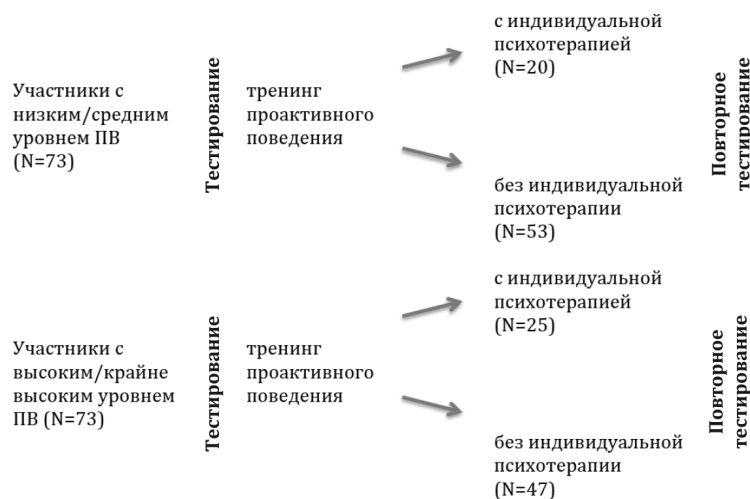 Участники с
низким/средним
уровнем ПВ
(N=73)
Тестирование
тренинг
проактивного
поведения
с индивидуальной
психотерапией
(N=20)
без индивидуальной
психотерапии
(N=53)
Повторное
тестирование
Участники с
высоким/крайне
высоким уровнем
ПВ (N=73)
Тестирование
тренинг
проактивного
поведения
с индивидуальной
психотерапией
(N=25)
без индивидуальной
психотерапии
(N=47)
Повторное
тестирование